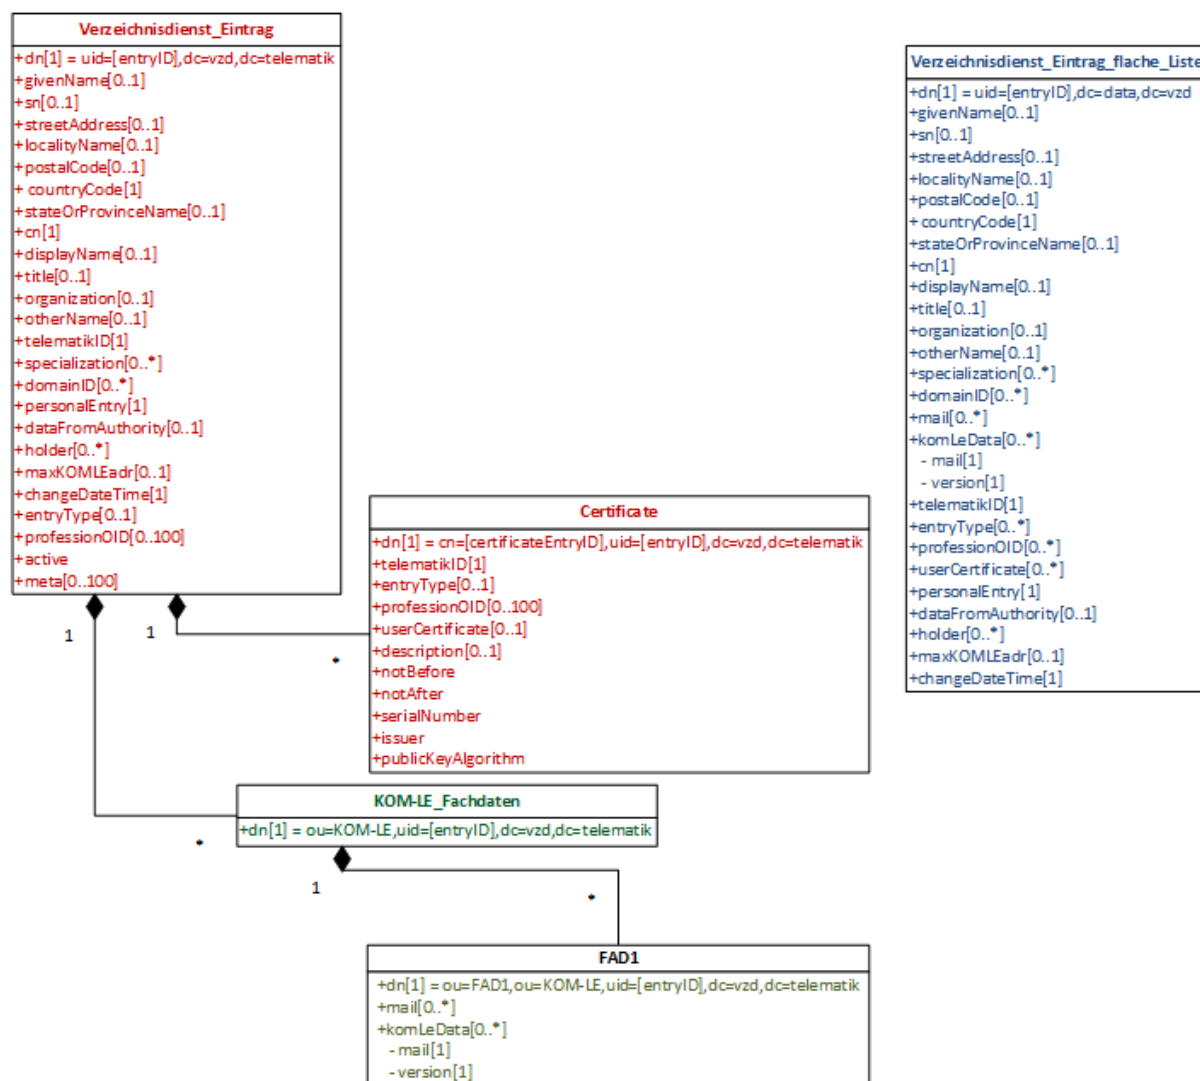 Verzeichnisdienst_Eintrag
+dn[1] = uid=[entryID],dc=vzd,dc=telematik
+givenName[0..1]
+sn[0..1]
+streetAddress[0..1]
+localityName[0..1]
+postalCode[0..1]
+ countryCode[1]
+stateOrProvinceName[0..1]
+cn[1]
+displayName[0..1]
+title[0..1]
+organization[0..1]
+otherName[0..1]
+telematikID[1]
+specialization[0..*]
+domainID[0..*]
+personalEntry[1]
+dataFromAuthority[0..1]
+holder[0..*]
+maxKOMLEadr[0..1]
+changeDateTime[1]
+entryType[0..1]
+professionOID[0..100]
+active
+meta[0..100]
1
1
*
*
Certificate
+dn[1] = cn=[certificateEntryID],uid=[entryID],dc=vzd,dc=telematik
+telematikID[1]
+entryType[0..1]
+professionOID[0..100]
+userCertificate[0..1]
+description[0..1]
+notBefore
+notAfter
+serialNumber
+issuer
+publicKeyAlgorithm
KOM-LE_Fachdaten
+dn[1] = ou=KOM-LE,uid=[entryID],dc=vzd,dc=telematik
1
*
FAD1
+dn[1] = ou=FAD1,ou=KOM-LE,uid=[entryID],dc=vzd,dc=telematik
+mail[0..*]
+komLeData[0..*]
- mail[1]
- version[1]
Verzeichnisdienst_Eintrag_flache_Liste
+dn[1] = uid=[entryID],dc=data,dc=vzd
+givenName[0..1]
+sn[0..1]
+streetAddress[0..1]
+localityName[0..1]
+postalCode[0..1]
+ countryCode[1]
+stateOrProvinceName[0..1]
+cn[1]
+displayName[0..1]
+title[0..1]
+organization[0..1]
+otherName[0..1]
+specialization[0..*]
+domainID[0..*]
+mail[0..*]
+komLeData[0..*]
- mail[1]
- version[1]
+telematikID[1]
+entryType[0..*]
+professionOID[0..*]
+userCertificate[0..*]
+personalEntry[1]
+dataFromAuthority[0..1]
+holder[0..*]
+maxKOMLEadr[0..1]
+changeDateTime[1]